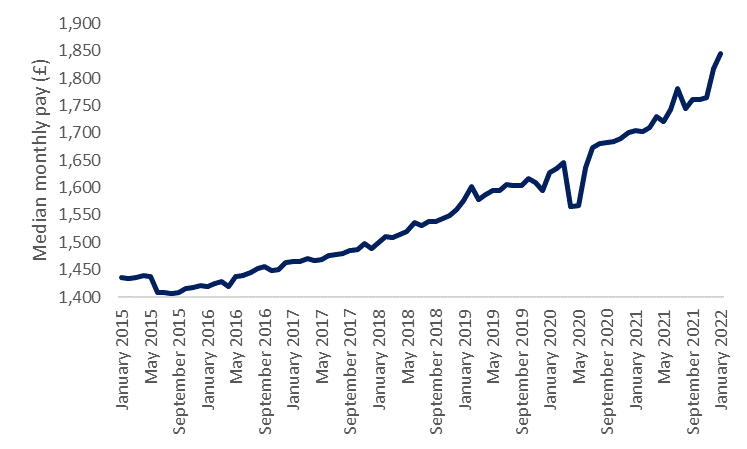 Median monthly pay (£)
1,900
1,850
1,800
1,750
1,700
1,650
1,600
1,550
1,500
1,450
1,400
January 2015
May 2015
September 2015
January 2016
May 2016
September 2016
January 2017
May 2017
September 2017
January 2018
May 2018
September 2018
January 2019
May 2019
September 2019
January 2020
May 2020
September 2020
January 2021
May 2021
September 2021
January 2022